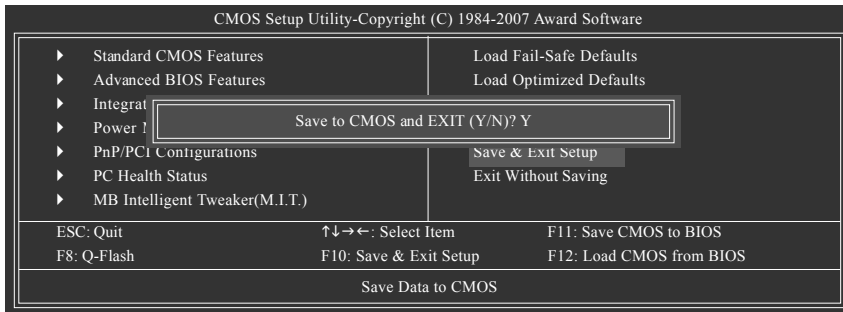 CMOS Setup Utility-Copyright (C) 1984-2007 Award Software
Standard CMOS Features
Advanced BIOS Features
Power
PnP/PCI Configurations
PC Health Status
MB Intelligent Tweaker(M.I.T.)
Load Fail-Safe Defaults
Load Optimized Defaults
Save & Exit Setup
Exit Without Saving
Save to CMOS and EXIT (Y/N)? Y
ESC: Quit ↑↓→←: Select Item F11: Save CMOS to BIOS
F8: Q-Flash F10: Save & Exit Setup F12: Load CMOS from BIOS
Save Data to CMOS